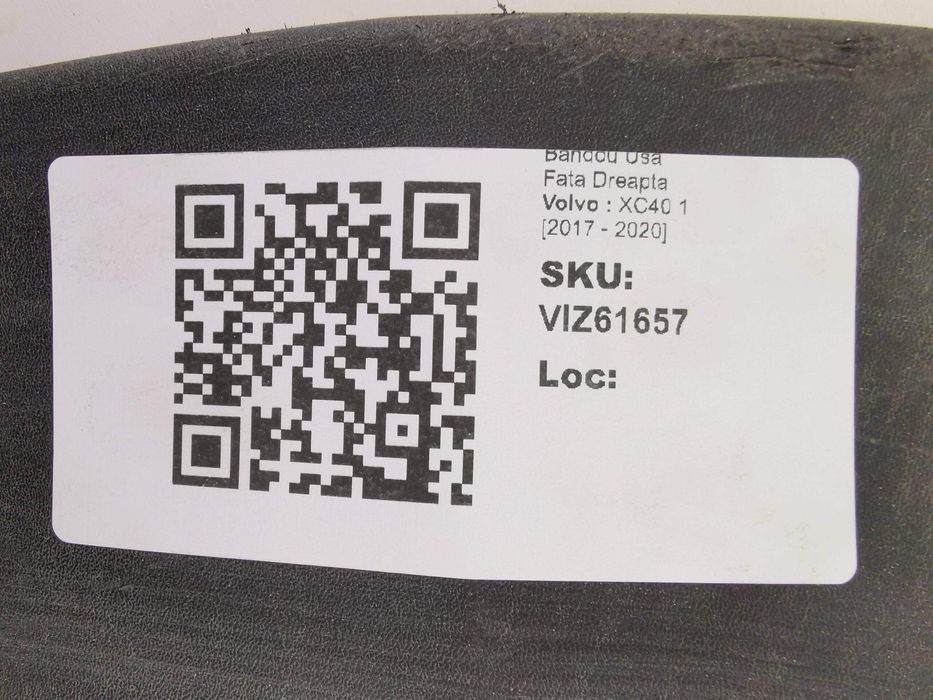 Bandou Usa
Fata Dreapta
Volvo : XC40 1
[2017 - 2020]
SKU:
VIZ61657
Loc: